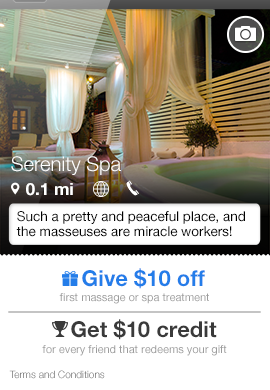 Serenity Spa
0.1 mi
Such a pretty and peaceful place, and
the masseuses are miracle workers!
Give $10 off
first massage or spa treatment
Get $10 credit
for every friend that redeems your gift
Terms and Conditions